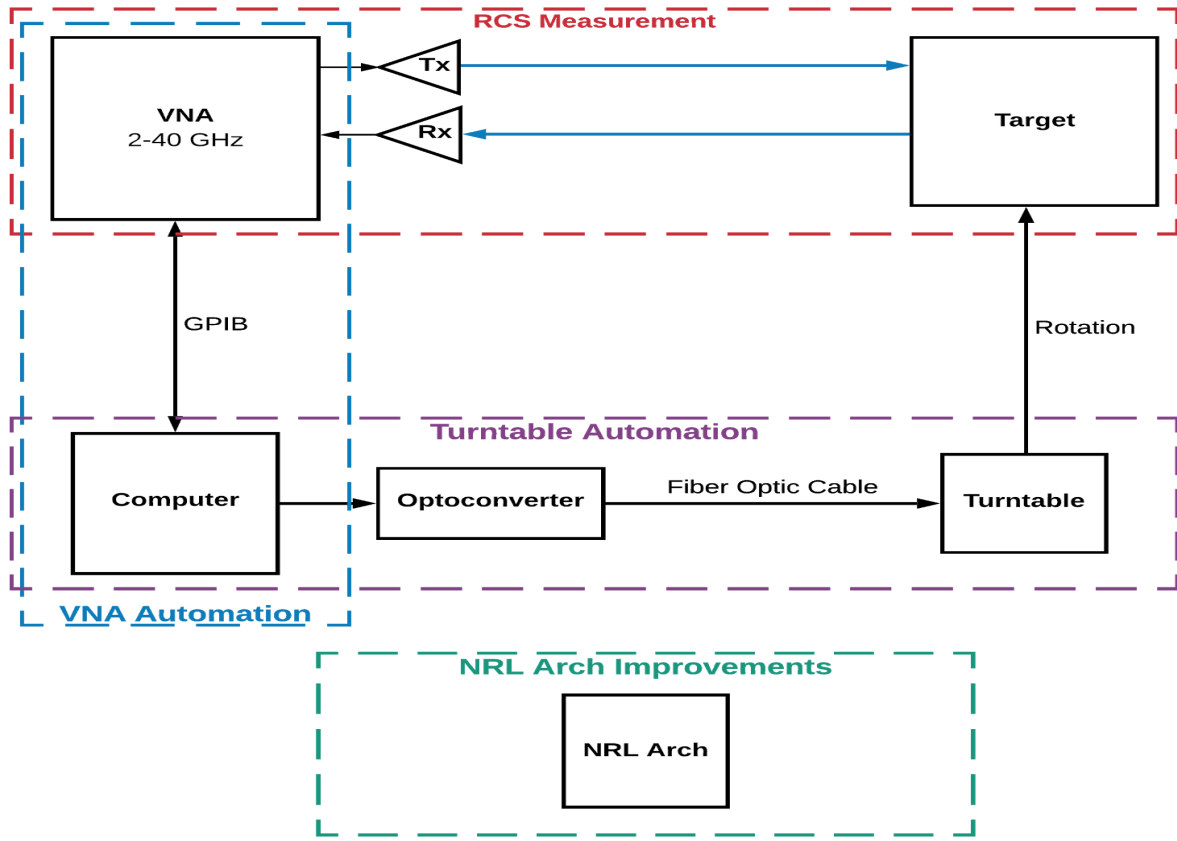 RCS Measurement
VNA
2-40 GHz
Tx
Rx
Target
GPIB
Rotation
Turntable Automation
Computer
Optoconverter
Fiber Optic Cable
Turntable
VNA Automation
NRL Arch Improvements
NRL Arch